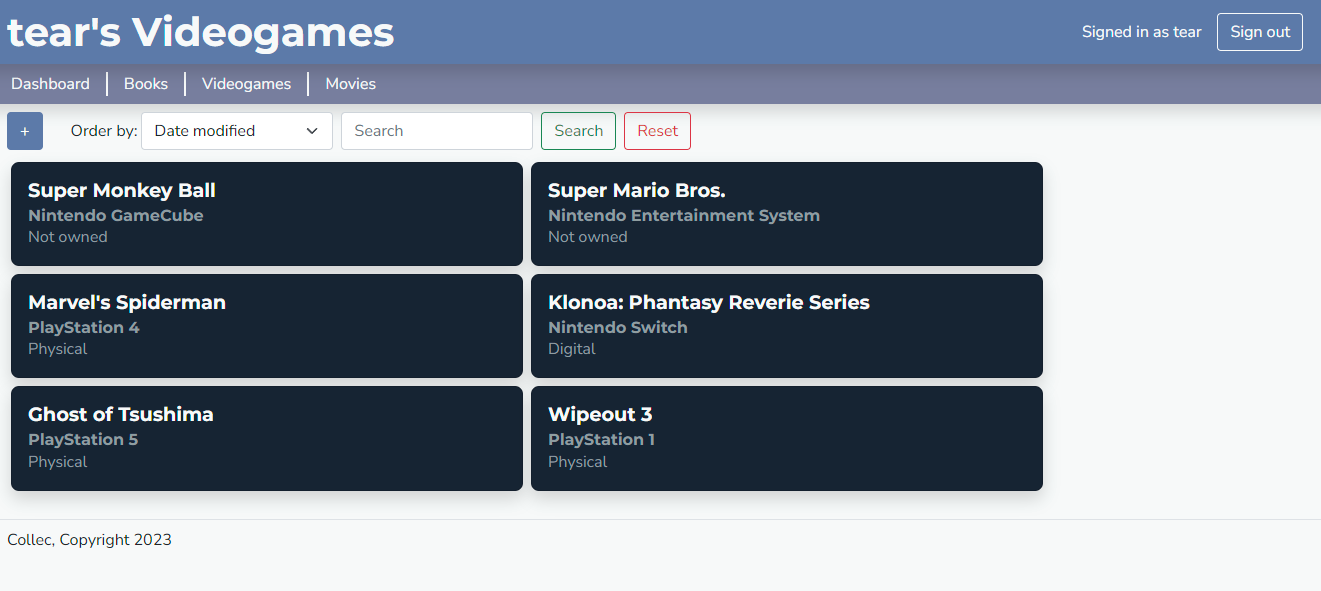 tear's Videogames
Signed in as tear
Sign out
Dashboard
Books
Videogames
Movies
+
Order by:
Date modified
Search
Search
Reset
Super Monkey Ball
Nintendo GameCube
Not owned
Super Mario Bros.
Nintendo Entertainment System
Not owned
Marvel's Spiderman
PlayStation 4
Physical
Klonoa: Phantasy Reverie Series
Nintendo Switch
Digital
Ghost of Tsushima
PlayStation 5
Physical
Wipeout 3
PlayStation 1
Physical
Collec, Copyright 2023